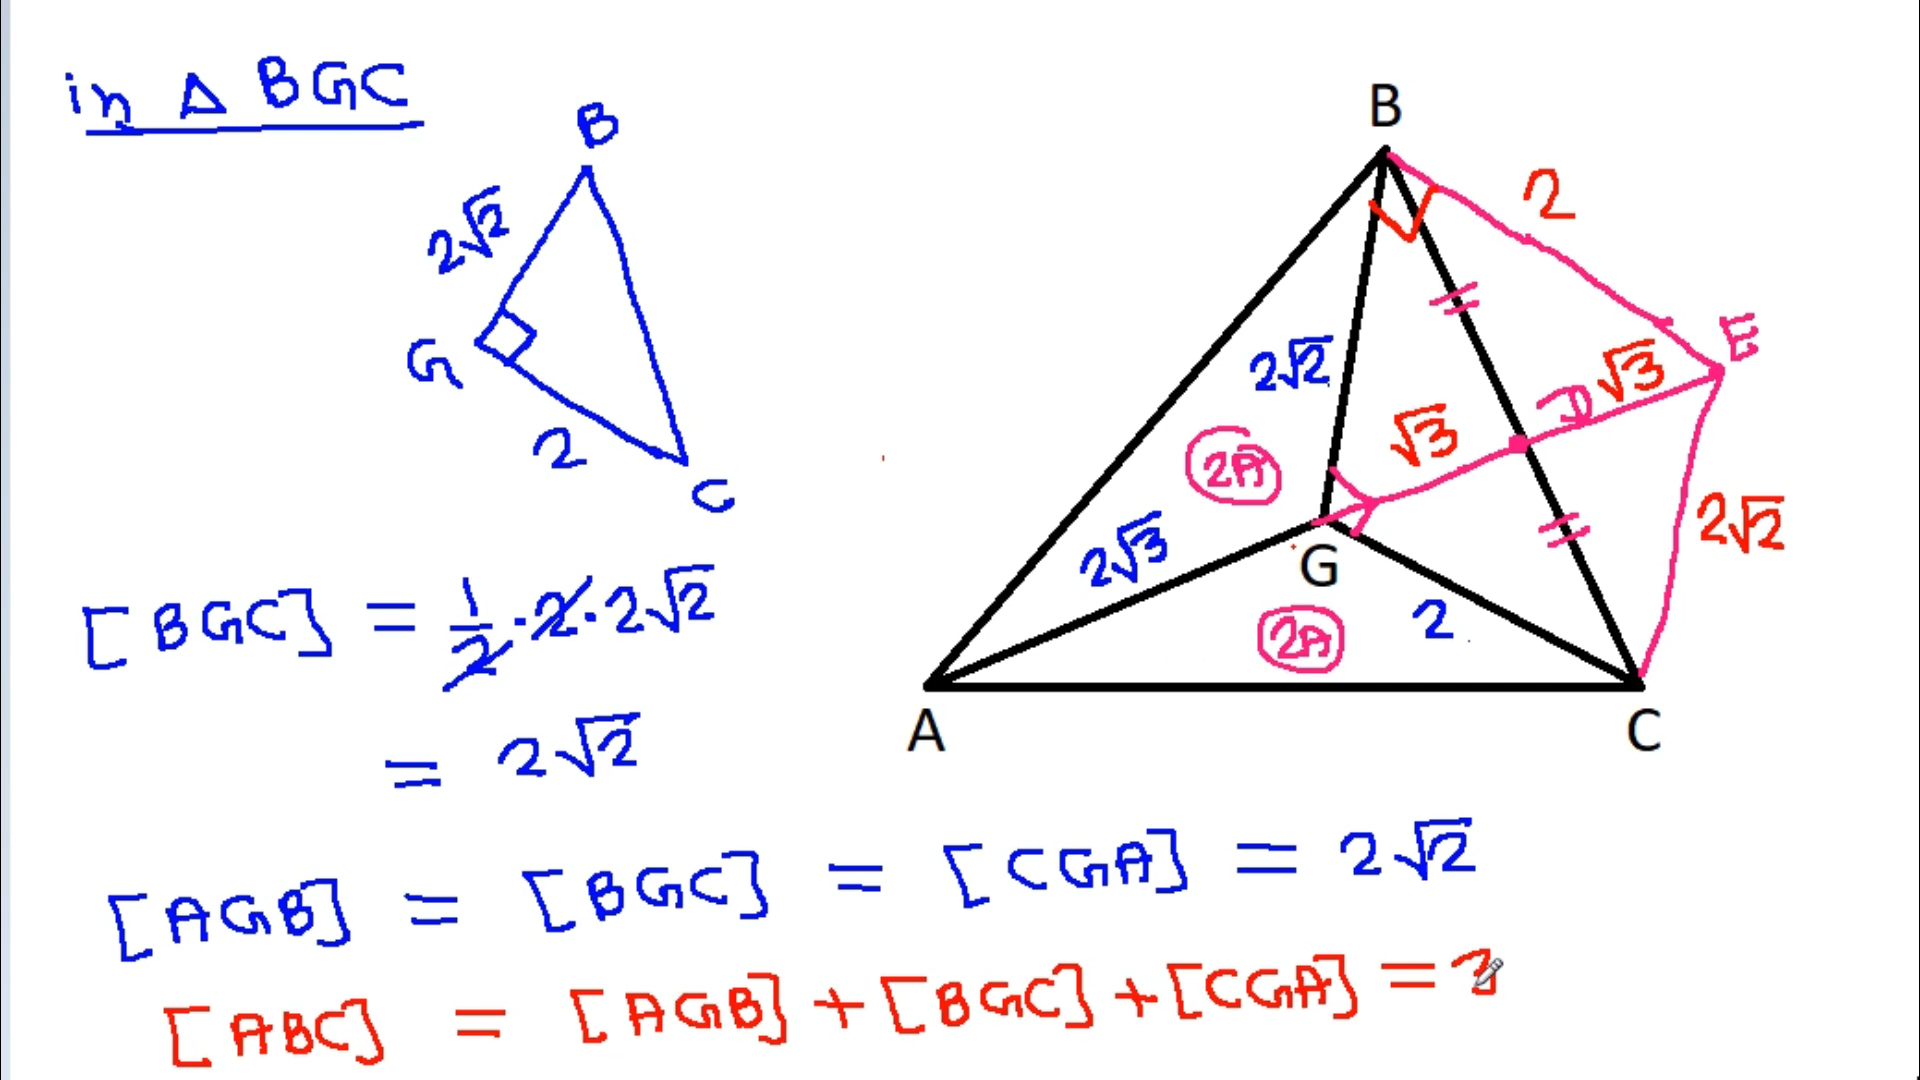 in Δ BGC
B
2√2
G
2
C
[BGC] = 1/2 · 2 · 2√2
= 2√2
B
2
E
√3
D
2√2
√3
2A
2√3
2√2
G
2
2A
A
C
[AGB] = [BGC] = [CGA] = 2√2
[ABC] = [AGB] + [BGC] + [CGA] =